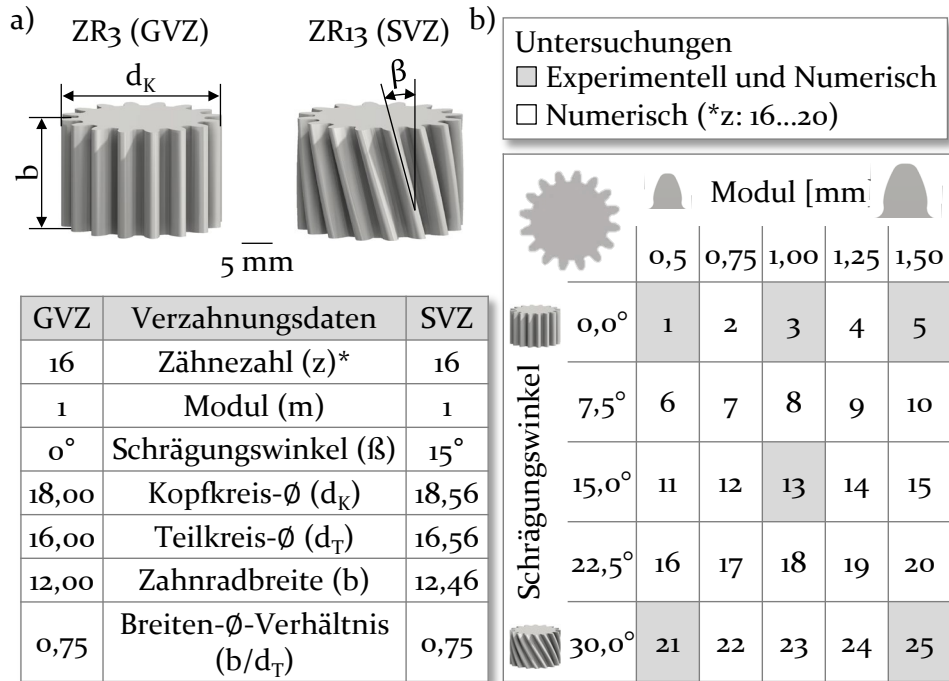 a)
ZR3 (GVZ)
ZR13 (SVZ)
d_K
β
b
5 mm
GVZ Verzahnungsdaten SVZ
16 Zähnezahl (z)* 16
1 Modul (m) 1
0° Schrägungswinkel (ß) 15°
18,00 Kopfkreis-Ø (d_K) 18,56
16,00 Teilkreis-Ø (d_T) 16,56
12,00 Zahnradbreite (b) 12,46
0,75 Breiten-Ø-Verhältnis 0,75
(b/d_T)
b)
Untersuchungen
Experimentell und Numerisch
Numerisch (*z: 16...20)
Modul [mm]
0,5 0,75 1,00 1,25 1,50
Schrägungswinkel
0,0° 1 2 3 4 5
7,5° 6 7 8 9 10
15,0° 11 12 13 14 15
22,5° 16 17 18 19 20
30,0° 21 22 23 24 25